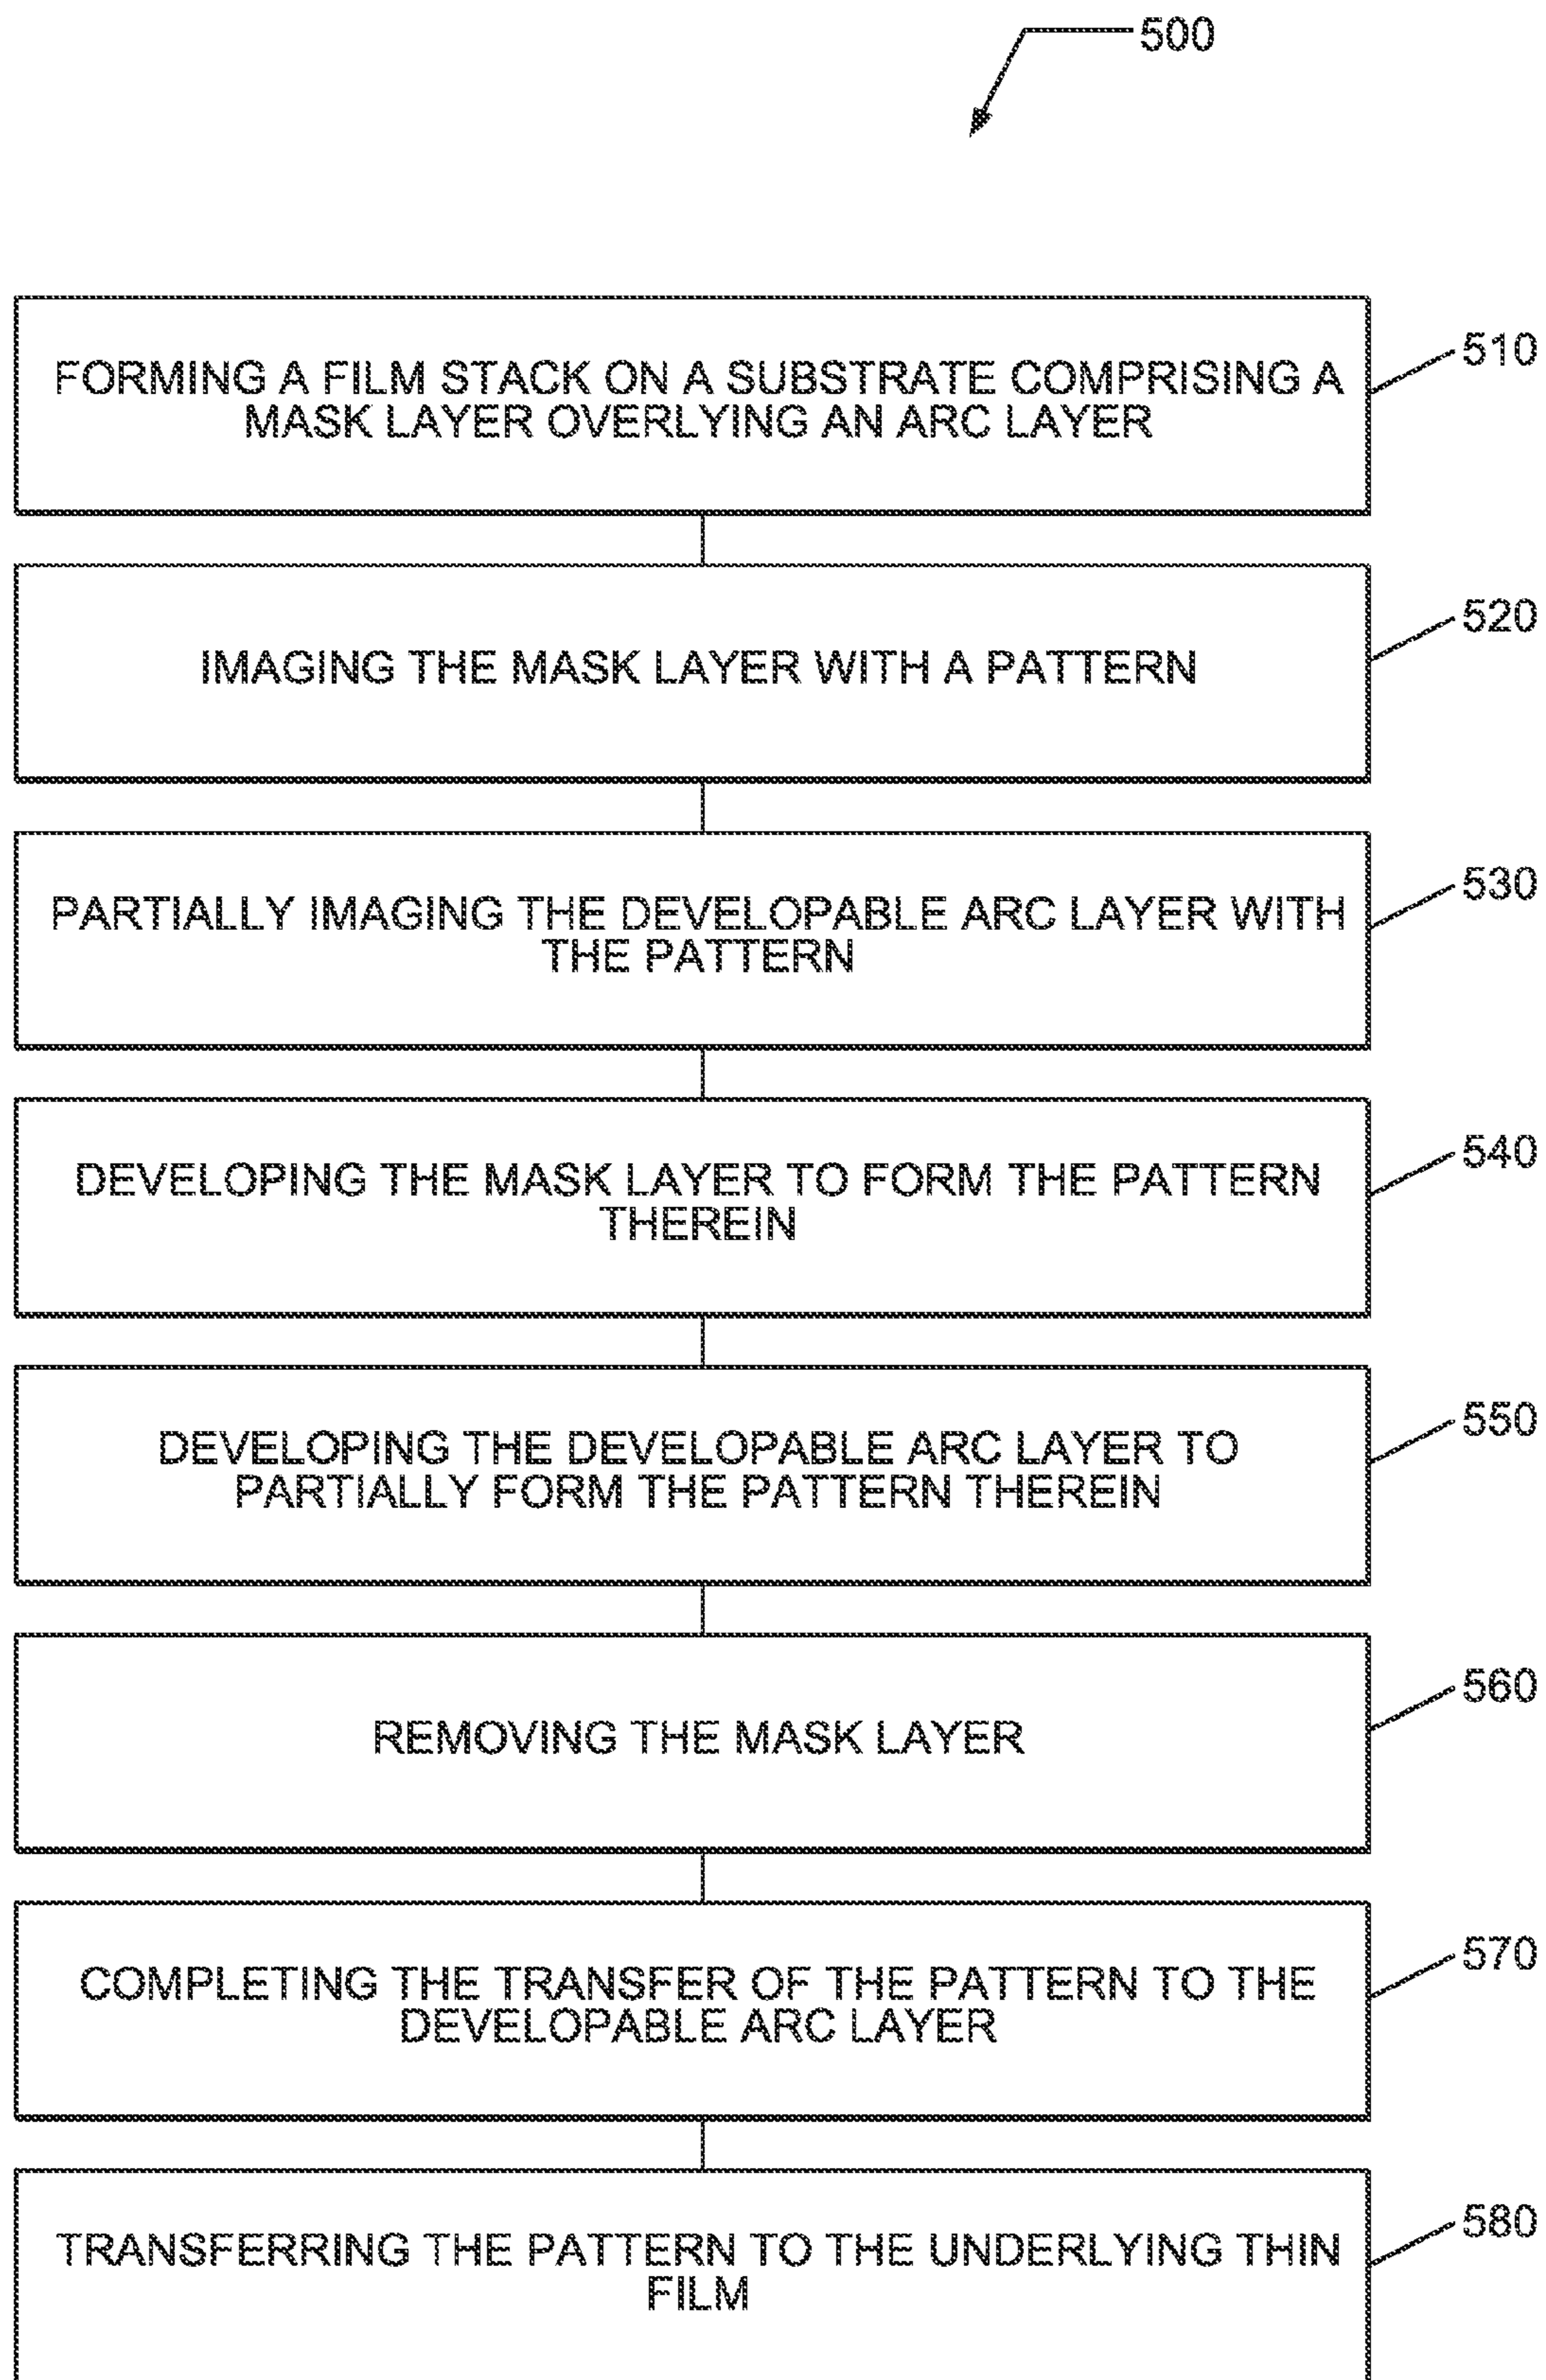 500
FORMING A FILM STACK ON A SUBSTRATE COMPRISING A
MASK LAYER OVERLYING AN ARC LAYER
510
IMAGING THE MASK LAYER WITH A PATTERN
520
PARTIALLY IMAGING THE DEVELOPABLE ARC LAYER WITH
THE PATTERN
530
DEVELOPING THE MASK LAYER TO FORM THE PATTERN
THEREIN
540
DEVELOPING THE DEVELOPABLE ARC LAYER TO
PARTIALLY FORM THE PATTERN THEREIN
550
REMOVING THE MASK LAYER
560
COMPLETING THE TRANSFER OF THE PATTERN TO THE
DEVELOPABLE ARC LAYER
570
TRANSFERRING THE PATTERN TO THE UNDERLYING THIN
FILM
580